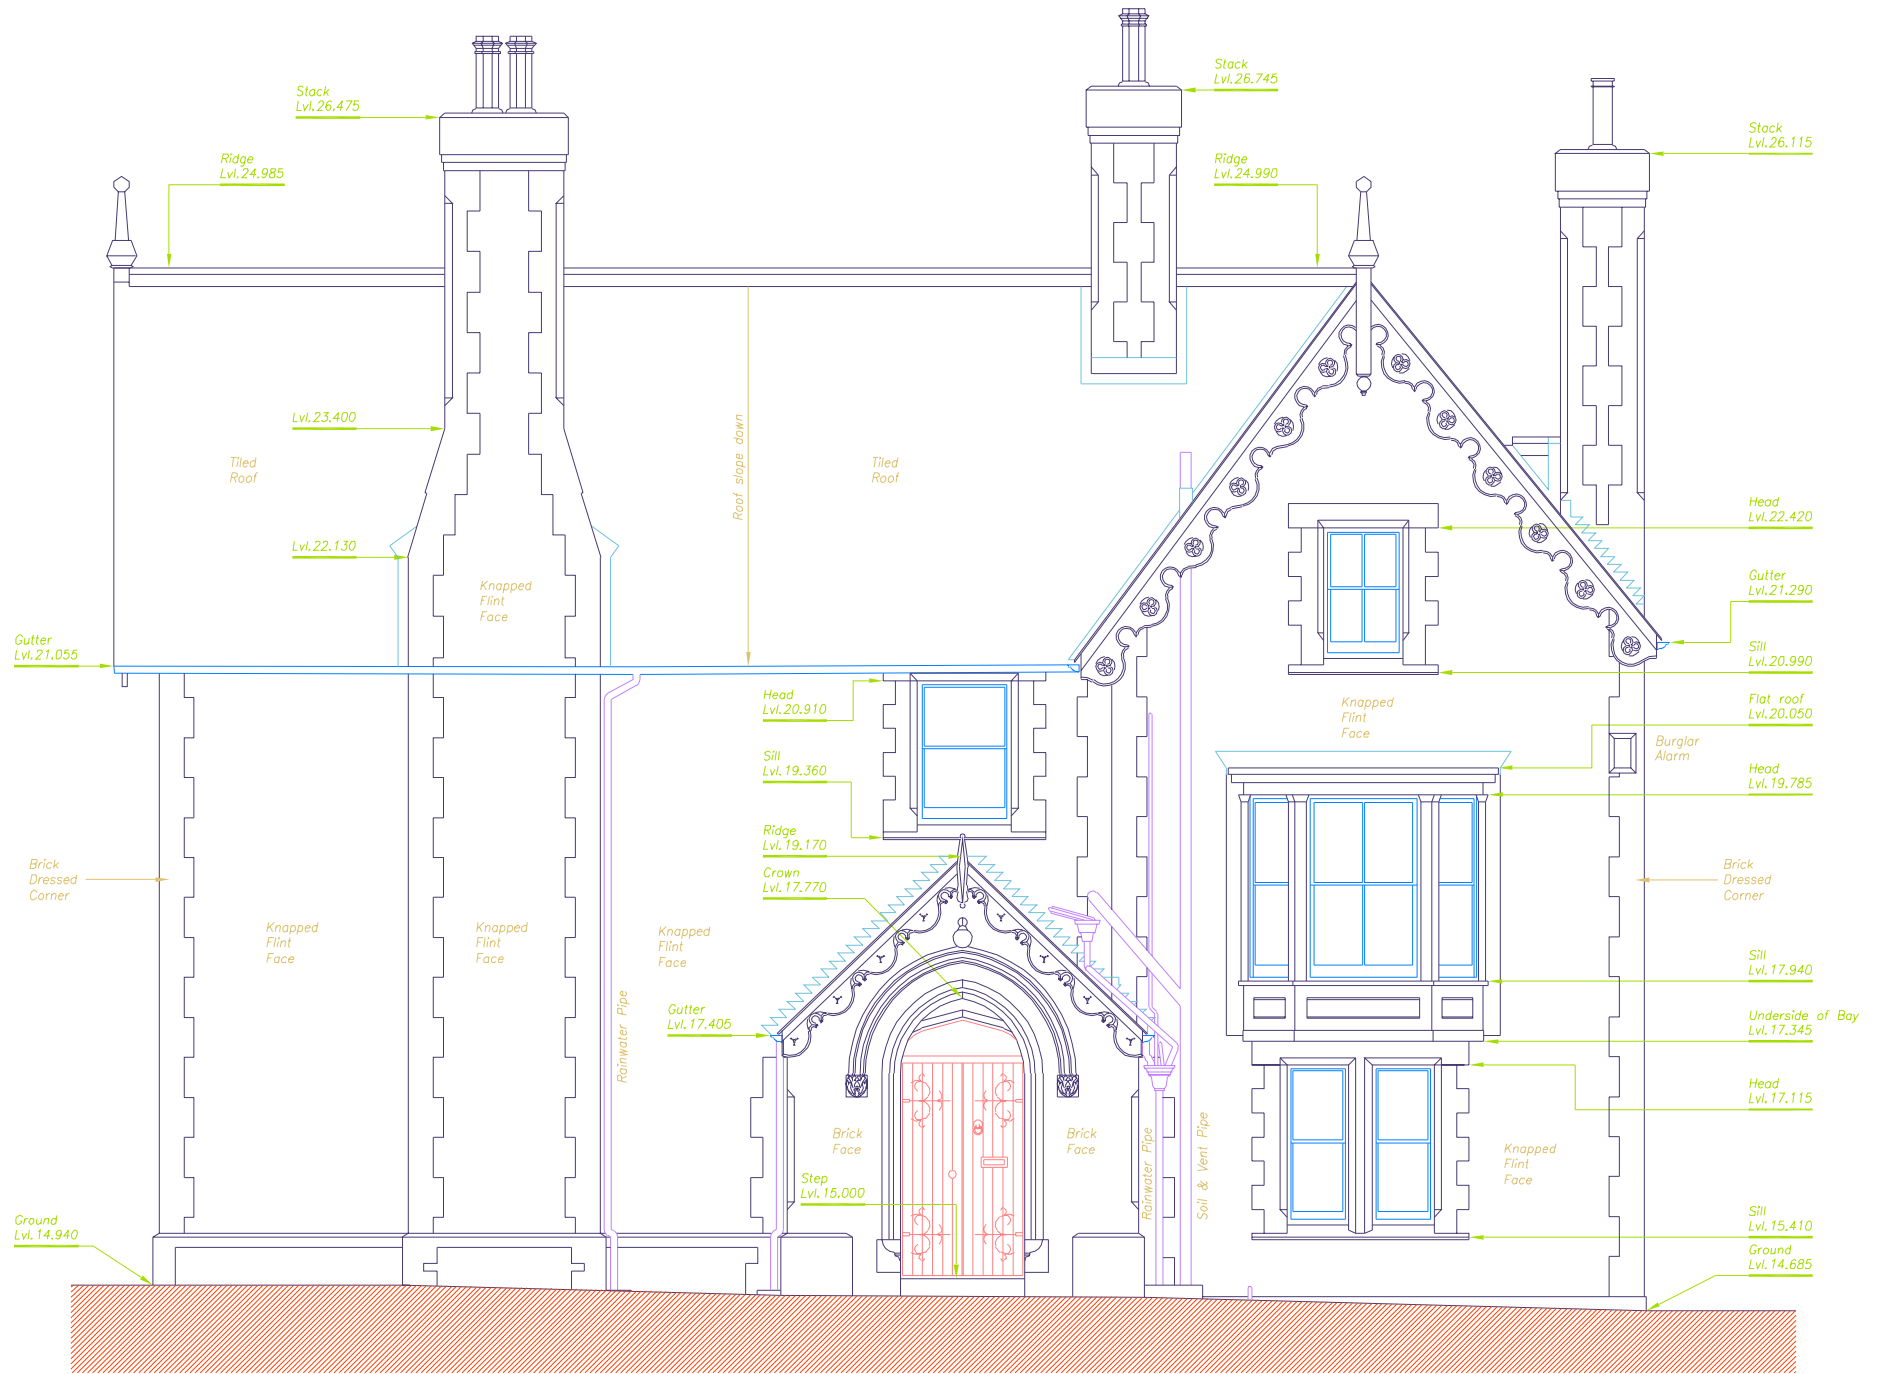 Stack
Lvl.26.745
Stack
Lvl.26.475
Stack
Lvl.26.115
Ridge
Lvl.24.985
Ridge
Lvl.24.990
Lvl.23.400
Tiled
Roof
Roof slope down
Tiled
Roof
Head
Lvl.22.420
Lvl.22.130
Knapped
Flint
Face
Gutter
Lvl.21.290
Gutter
Lvl.21.055
Sill
Lvl.20.990
Head
Lvl.20.910
Knapped
Flint
Face
Flat roof
Lvl.20.050
Burglar
Alarm
Sill
Lvl.19.360
Head
Lvl.19.785
Ridge
Lvl.19.170
Crown
Lvl.17.770
Brick
Dressed
Corner
Brick
Dressed
Corner
Knapped
Flint
Face
Knapped
Flint
Face
Knapped
Flint
Face
Sill
Lvl.17.940
Rainwater Pipe
Gutter
Lvl.17.405
Underside of Bay
Lvl.17.345
Head
Lvl.17.115
Brick
Face
Brick
Face
Rainwater Pipe
Soil & Vent Pipe
Knapped
Flint
Face
Step
Lvl.15.000
Ground
Lvl.14.940
Sill
Lvl.15.410
Ground
Lvl.14.685